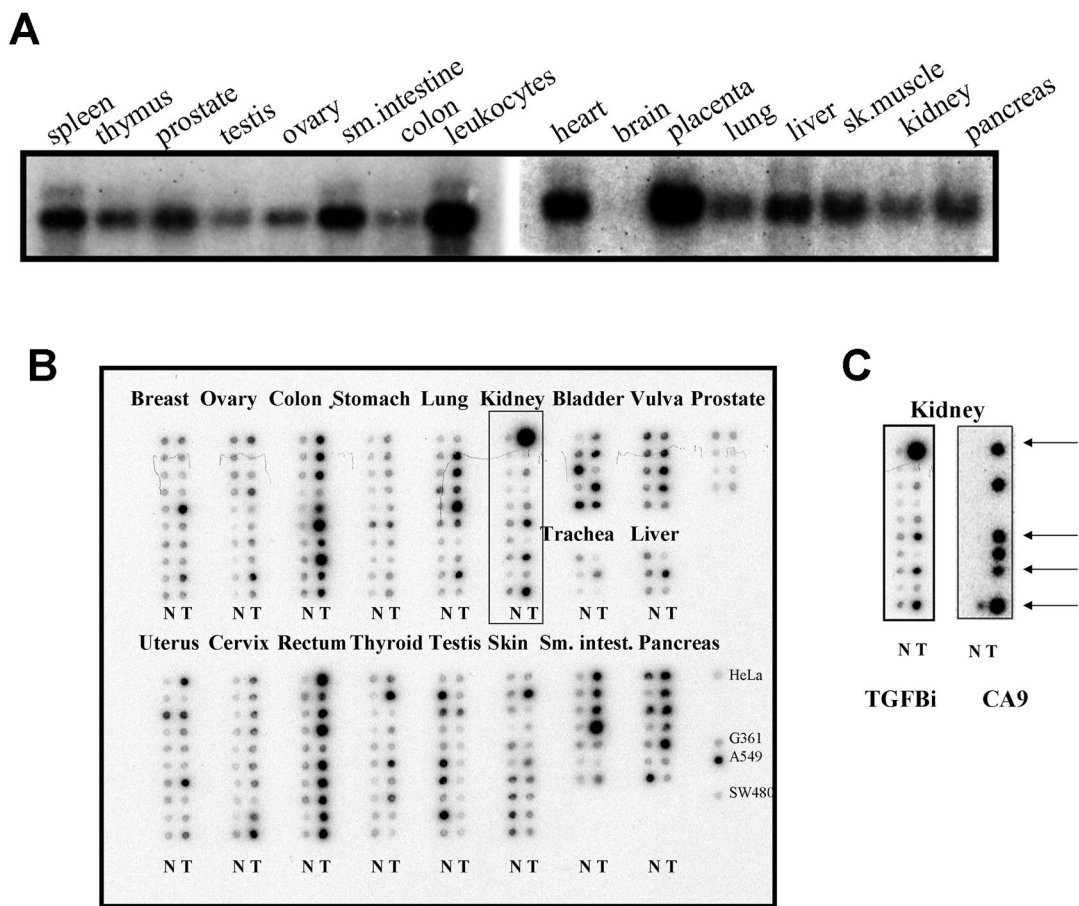 A
spleen thymus prostate testis ovary sm.intestine colon leukocytes heart brain placenta lung liver sk.muscle kidney pancreas
B
Breast Ovary Colon Stomach Lung Kidney Bladder Vulva Prostate
Trachea Liver
N T N T N T N T N T N T N T N T
Uterus Cervix Rectum Thyroid Testis Skin Sm. intest. Pancreas
HeLa
G361
A549
SW480
N T N T N T N T N T N T N T N T
C
Kidney
N T N T
TGFBi CA9